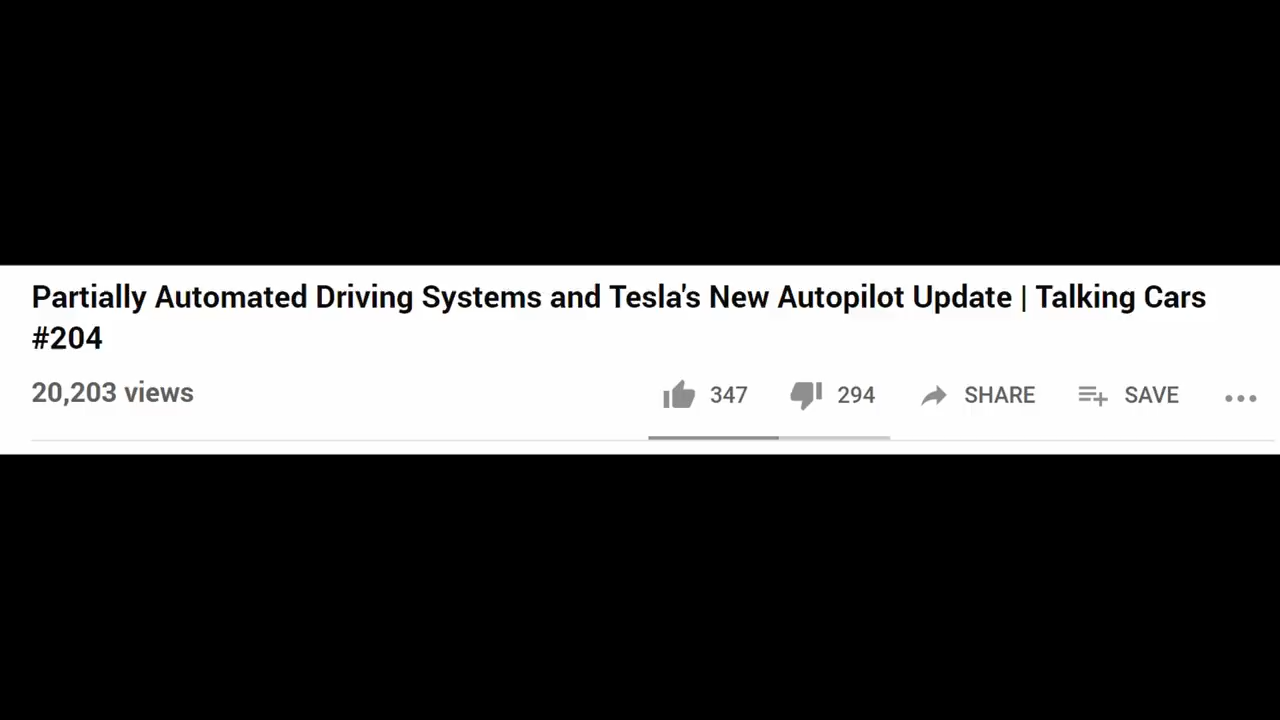 Partially Automated Driving Systems and Tesla's New Autopilot Update | Talking Cars
#204
20,203 views 347 294 SHARE SAVE